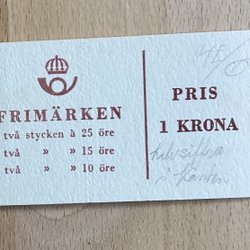 FRIMÄRKEN
två stycken à 25 öre
två » » 15 öre
två » » 10 öre
PRIS
1 KRONA